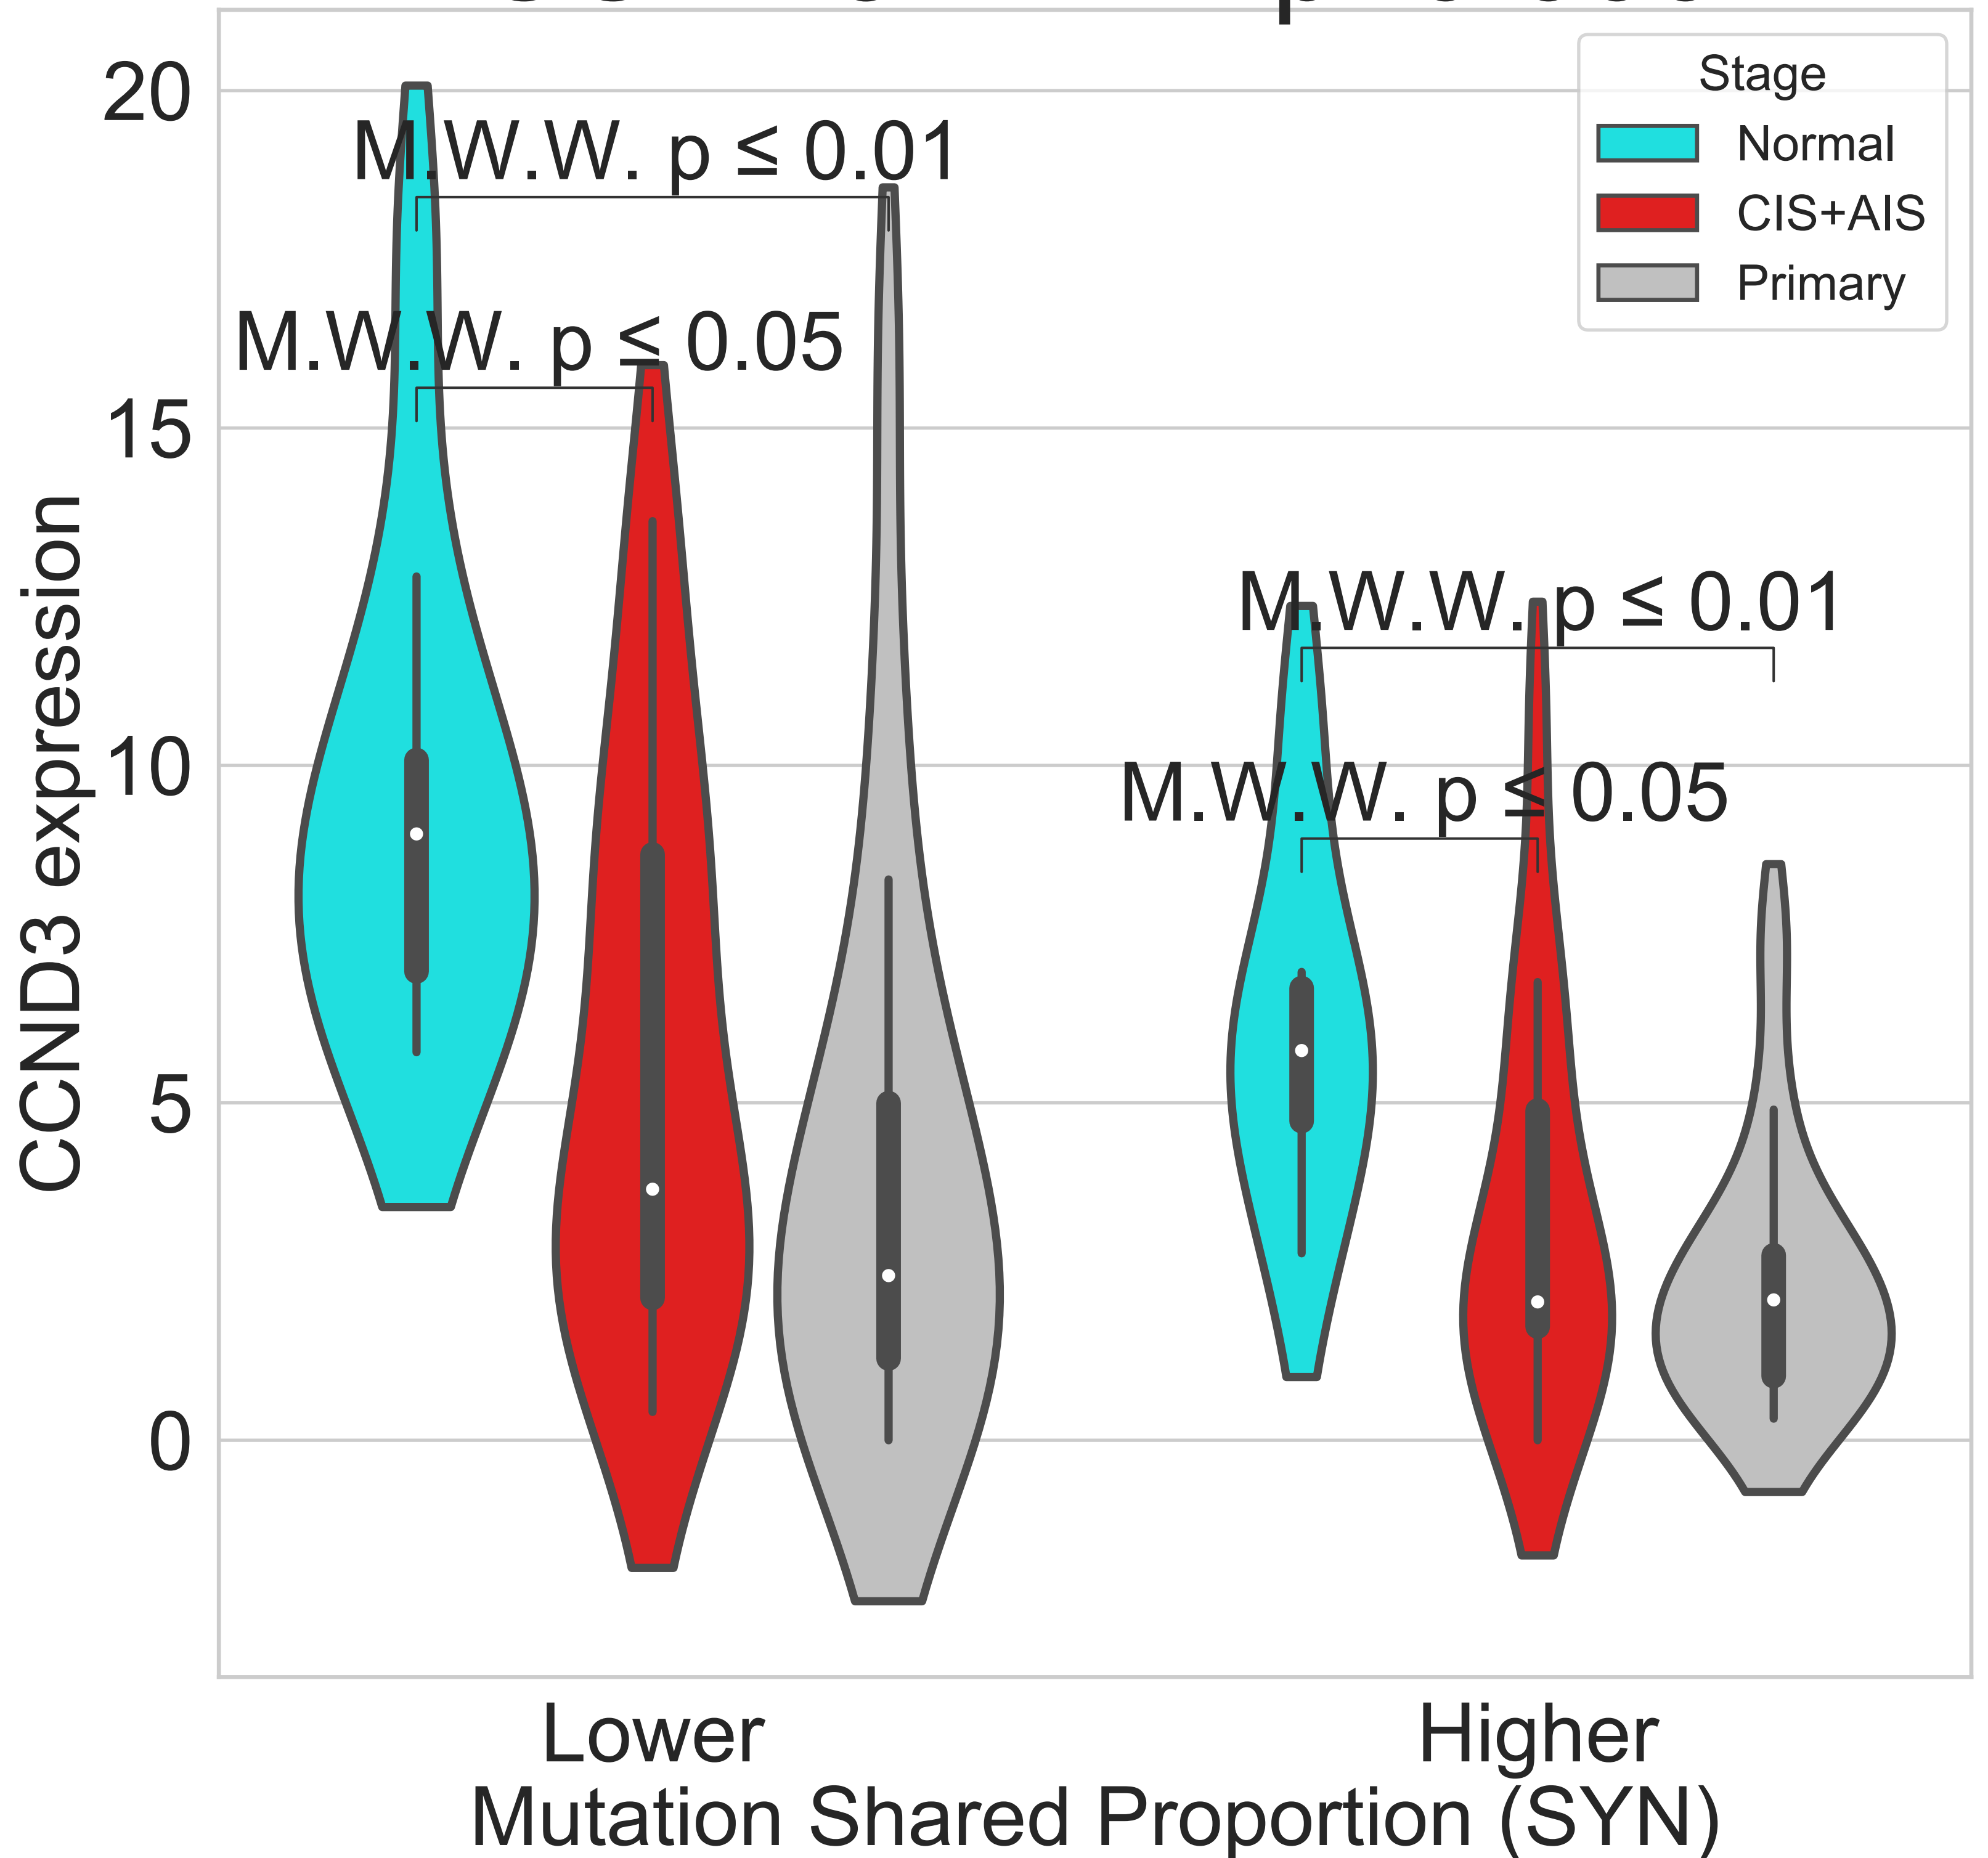 Stage
Normal
CIS+AIS
Primary
20
15
10
5
0
CCND3 expression
M.W.W. p ≤ 0.01
M.W.W. p ≤ 0.05
M.W.W. p ≤ 0.01
M.W.W. p ≤ 0.05
Lower
Higher
Mutation Shared Proportion (SYN)